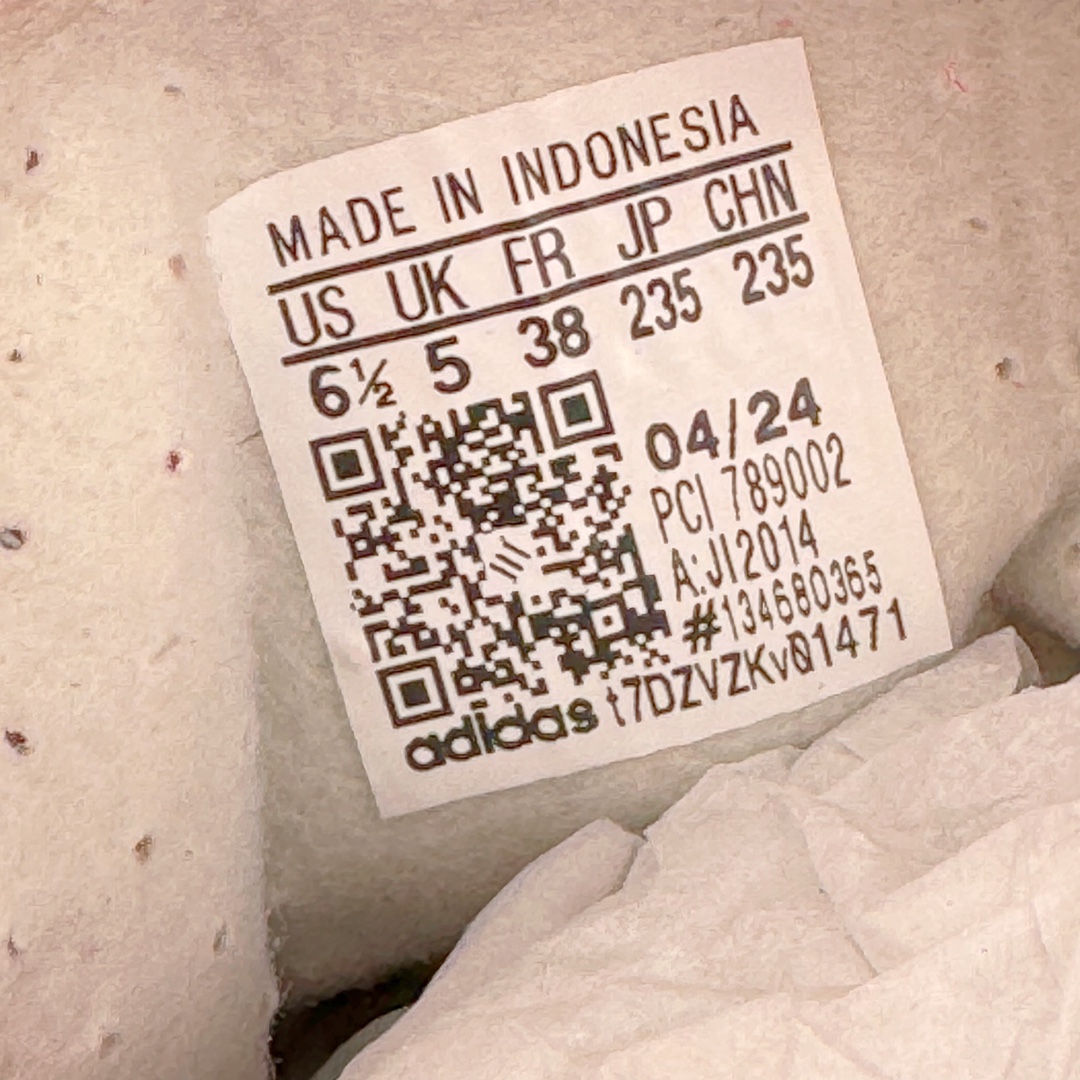 MADE IN INDONESIA
US UK FR JP CHN
6½ 5 38 235 235
04/24
PCI 789002
A:JI2014
#134680365
adidas t7DZVZKv01471